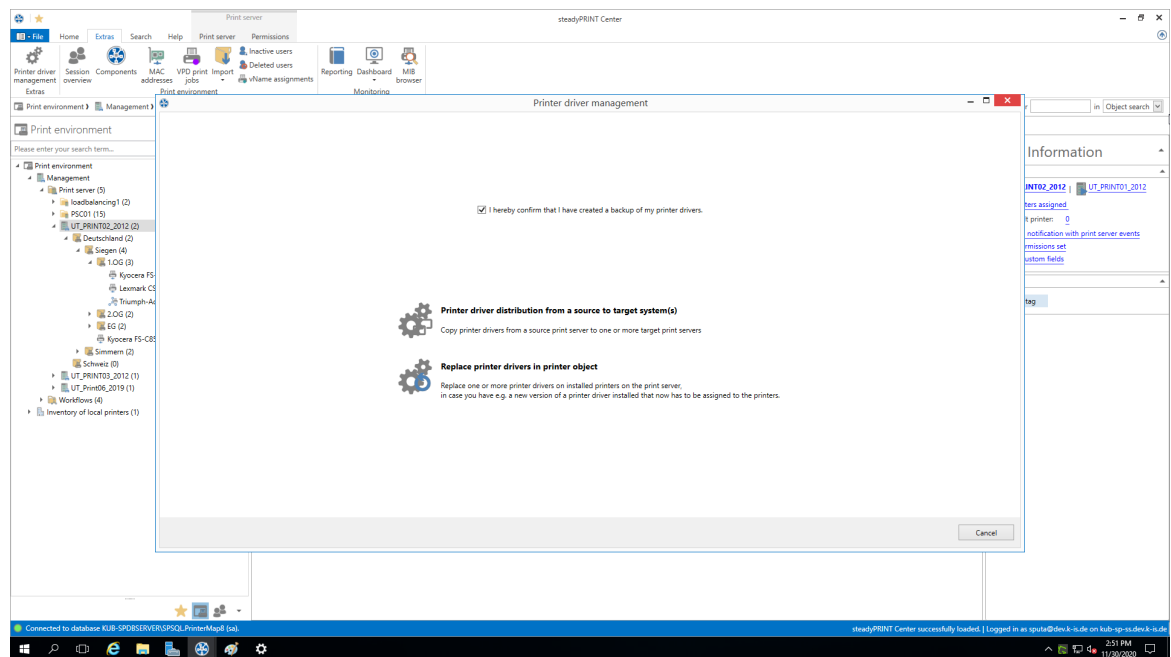 Print server
steadyPRINT Center
File Home Extras Search Help Print server Permissions
Printer driver management
Session overview
Components
MAC addresses
VPD print jobs
Import
Inactive users
Deleted users
vName assignments
Reporting
Dashboard
MIB browser
Extras
Print environment
Monitoring
Print environment Management
in Object search
Printer driver management
Print environment
Please enter your search term...
Print environment
Management
Print server (5)
loadbalancing1 (2)
PSC01 (15)
UT_PRINT02_2012 (2)
Deutschland (2)
Siegen (4)
1.OG (3)
Kyocera FS-
Lexmark CS
Triumph-Ad
2.OG (2)
EG (2)
Kyocera FS-C85
Simmern (2)
Schweiz (0)
UT_PRINT03_2012 (1)
UT_Print06_2019 (1)
Workflows (4)
Inventory of local printers (1)
I hereby confirm that I have created a backup of my printer drivers.
Printer driver distribution from a source to target system(s)
Copy printer drivers from a source print server to one or more target print servers
Replace printer drivers in printer object
Replace one or more printer drivers on installed printers on the print server,
in case you have e.g. a new version of a printer driver installed that now has to be assigned to the printers.
Cancel
Information
INT02_2012 | UT_PRINT01_2012
ters assigned
t printer: 0
notification with print server events
rmissions set
ustom fields
tag
Connected to database KUB-SPDBSERVER\SPSQL.PrinterMap8 (sa).
steadyPRINT Center successfully loaded. | Logged in as sputa@dev.k-is.de on kub-sp-ss.dev.k-is.de
2:51 PM
11/30/2020